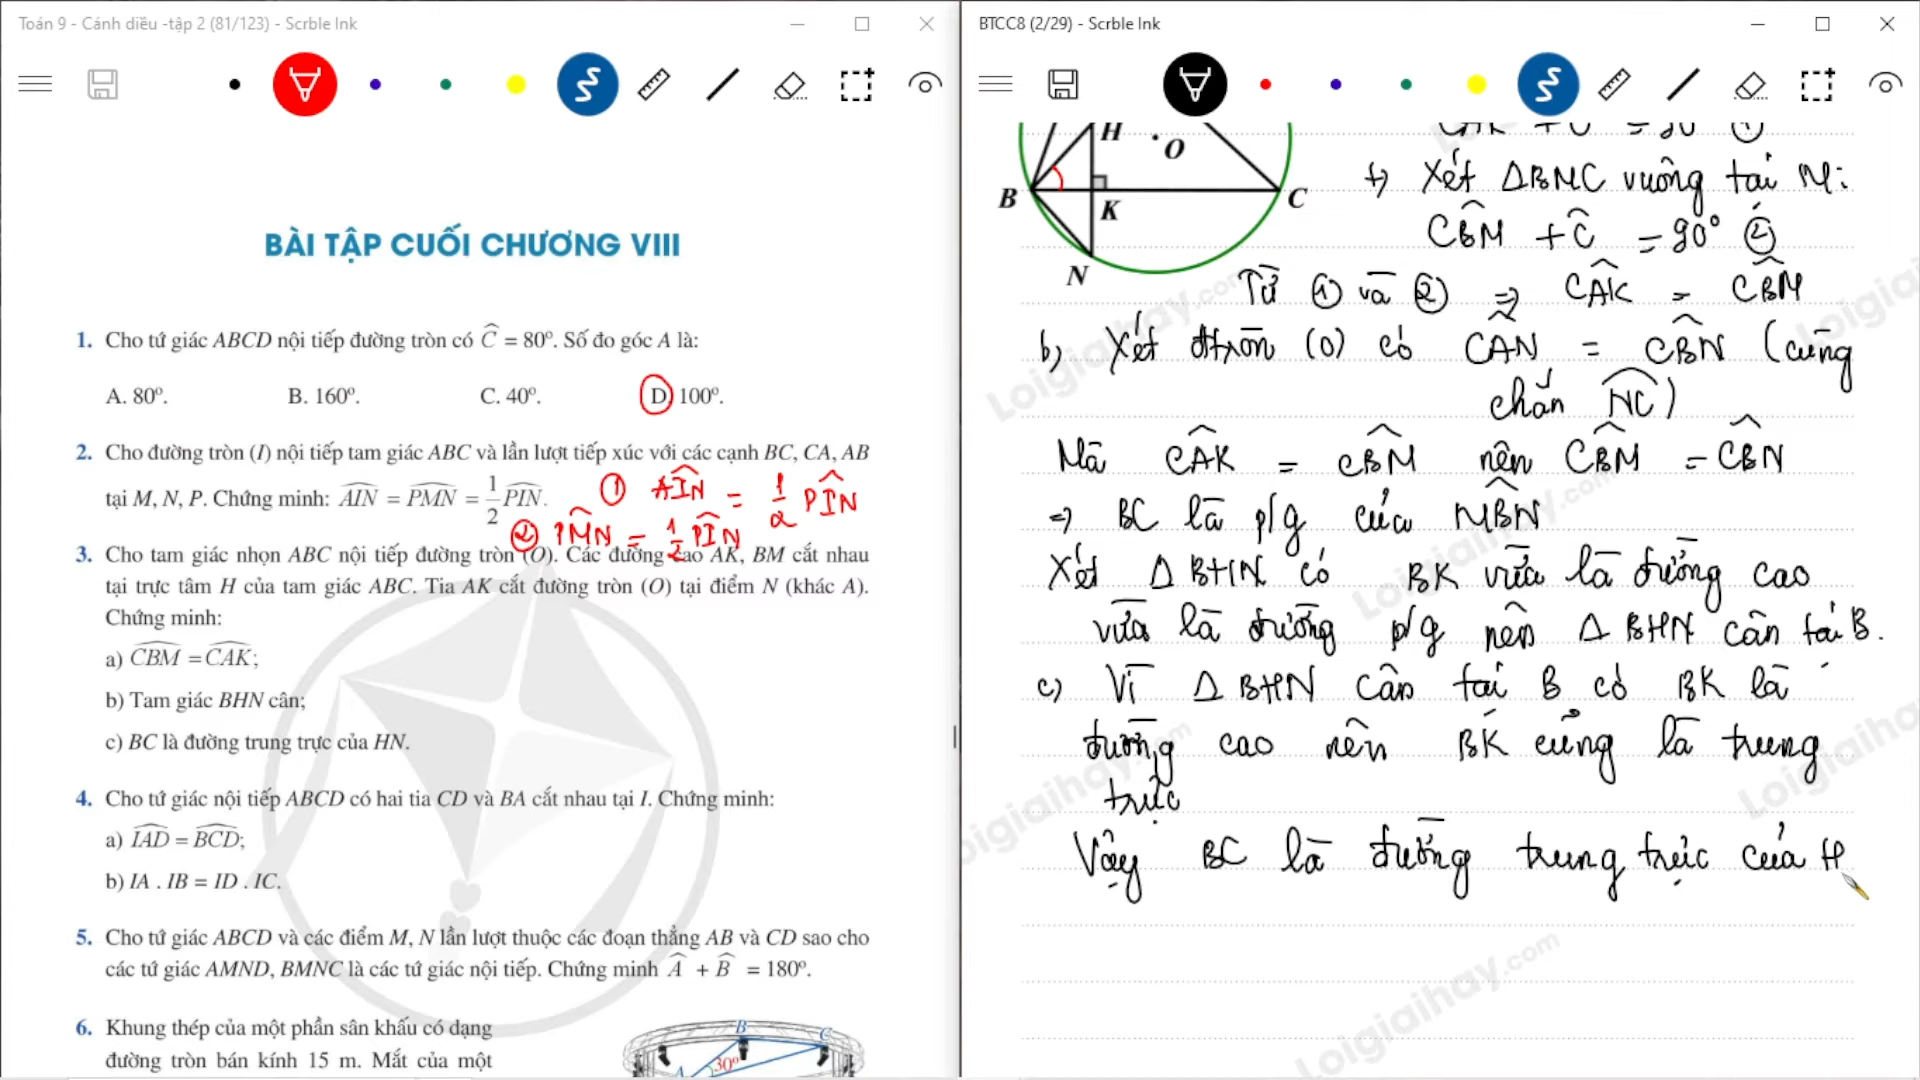 Toán 9 - Cánh diều -tập 2 (81/123) - Scrble Ink
BÀI TẬP CUỐI CHƯƠNG VIII
1. Cho tứ giác ABCD nội tiếp đường tròn có Ĉ = 80°. Số đo góc A là:
A. 80°. B. 160°. C. 40°. D. 100°.
2. Cho đường tròn (I) nội tiếp tam giác ABC và lần lượt tiếp xúc với các cạnh BC, CA, AB
tại M, N, P. Chứng minh: AIN = PMN = 1/2 PIN.
① AIN = 1/2 PIN
② PMN = 1/2 PIN
3. Cho tam giác nhọn ABC nội tiếp đường tròn (O). Các đường cao AK, BM cắt nhau
tại trực tâm H của tam giác ABC. Tia AK cắt đường tròn (O) tại điểm N (khác A).
Chứng minh:
a) CBM = CAK;
b) Tam giác BHN cân;
c) BC là đường trung trực của HN.
4. Cho tứ giác nội tiếp ABCD có hai tia CD và BA cắt nhau tại I. Chứng minh:
a) IAD = BCD;
b) IA . IB = ID . IC.
5. Cho tứ giác ABCD và các điểm M, N lần lượt thuộc các đoạn thẳng AB và CD sao cho
các tứ giác AMND, BMNC là các tứ giác nội tiếp. Chứng minh Â + B̂ = 180°.
6. Khung thép của một phần sân khấu có dạng
đường tròn bán kính 15 m. Mắt của một
B
C
A
30°
BTCC8 (2/29) - Scrble Ink
H
O
B
K
C
N
CAK + C = 90° ①
+) Xét ΔBMC vuông tại M:
CBM + Ĉ = 90° ②
Từ ① và ② => CAK = CBM
b) Xét đtròn (O) có CAN = CBN (cùng
chắn NC)
Mà CAK = CBM nên CBM = CBN
=> BC là p/g của MBN
Xét Δ BHN có BK vừa là đường cao
vừa là đường p/g nên Δ BHN cân tại B.
c) Vì Δ BHN cân tại B có BK là
đường cao nên BK cũng là trung
trực
Vậy BC là đường trung trực của H
Loigiaihay.com
Loigiaihay.com
Loigiaihay.com
Loigiaihay.com